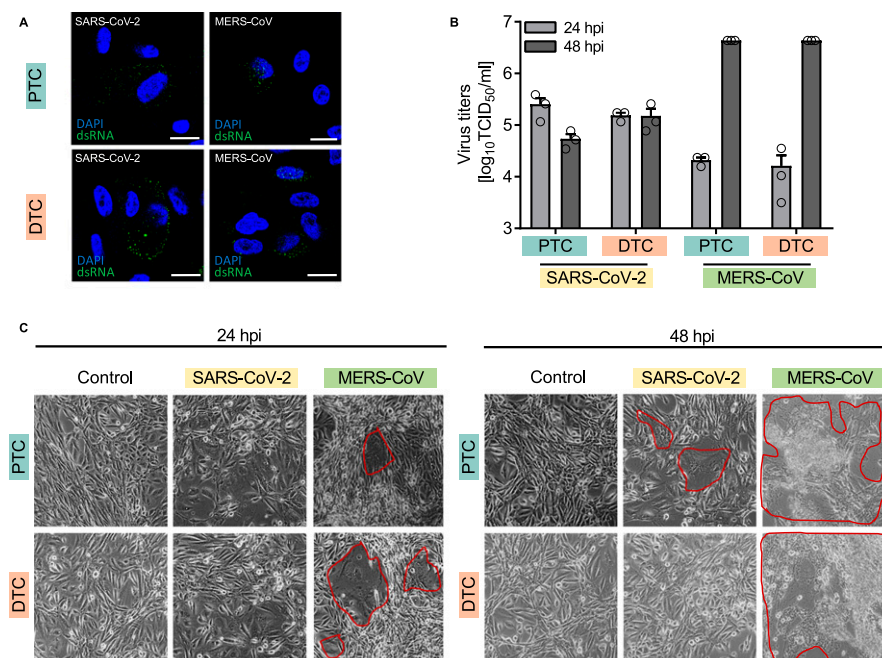 A
SARS-CoV-2
MERS-CoV
PTC
DAPI
dsRNA
DAPI
dsRNA
SARS-CoV-2
MERS-CoV
DTC
DAPI
dsRNA
DAPI
dsRNA
B
24 hpi
48 hpi
Virus titers
[log10TCID50/ml]
7
6
5
4
3
PTC
DTC
PTC
DTC
SARS-CoV-2
MERS-CoV
C
24 hpi
48 hpi
Control
SARS-CoV-2
MERS-CoV
Control
SARS-CoV-2
MERS-CoV
PTC
PTC
DTC
DTC